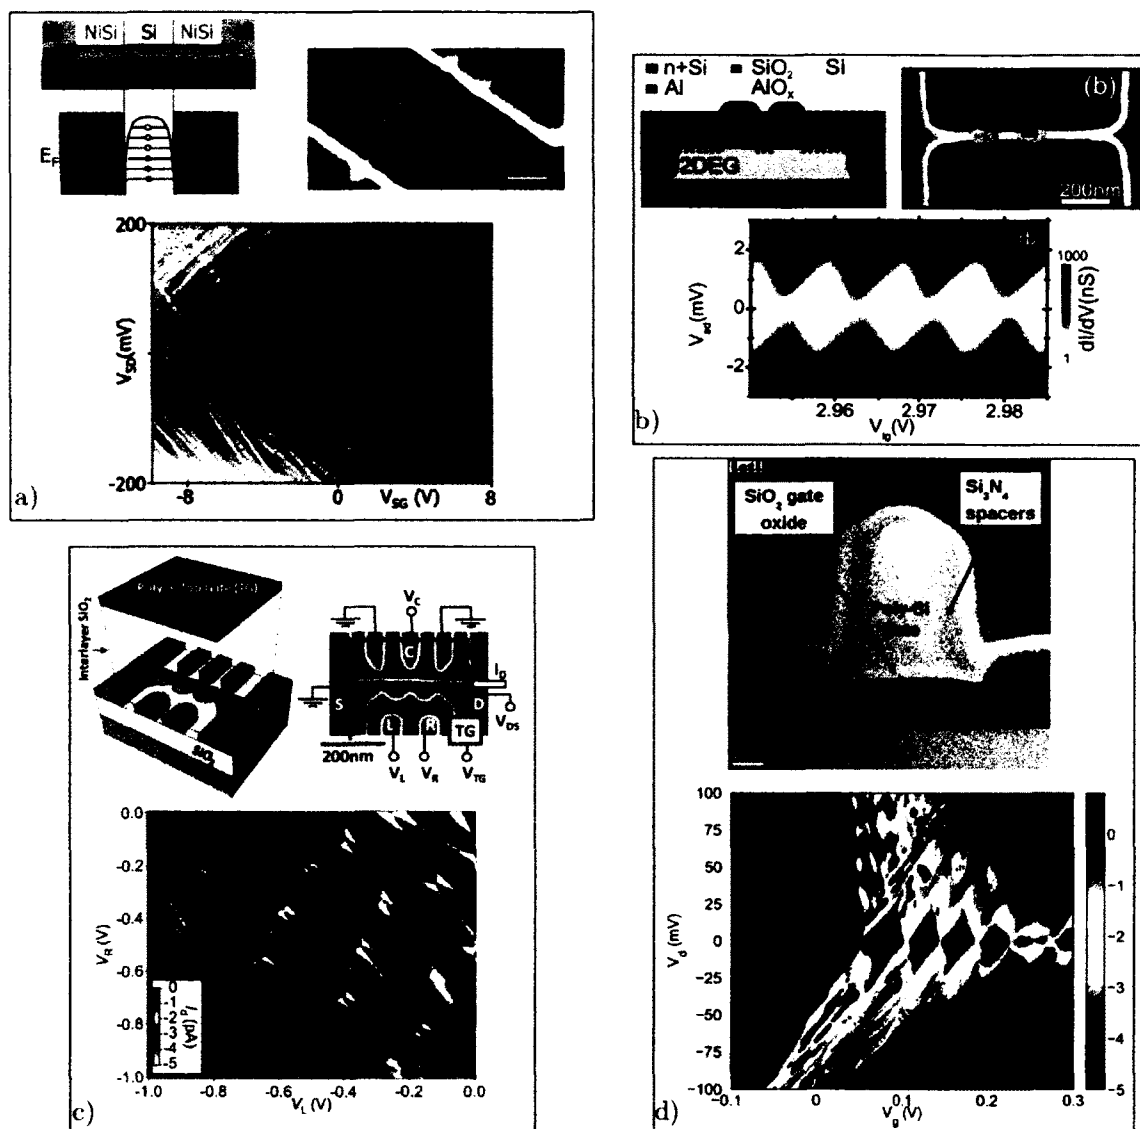 NiSi Si NiSi
E_F
200
V_SD(mV)
-200
-8 0 8
V_SG (V)
a)
n+Si SiO₂ Si
Al AlOₓ
2DEG
(b)
200nm
2
0
-2
V_sd(mV)
2.96 2.97 2.98
1000
dI/dV(nS)
1
b)
Interlayer SiO₂
SiO₂
V_C
C
S
D
I_D
V_DS
L
R
TG
200nm
V_L
V_R
V_TG
0.0
-0.2
-0.4
-0.6
-0.8
-1.0
V_R (V)
0
-1
-2
-3
-4
-5
(pA)
-1.0 -0.8 -0.6 -0.4 -0.2 0.0
V_L (V)
c)
SiO₂ gate
oxide
Si₃N₄
spacers
100
75
50
25
0
-25
-50
-75
-100
V_d (mV)
-0.1 0 0.1 0.2 0.3
V_g (V)
0
-1
-2
-3
-4
-5
d)